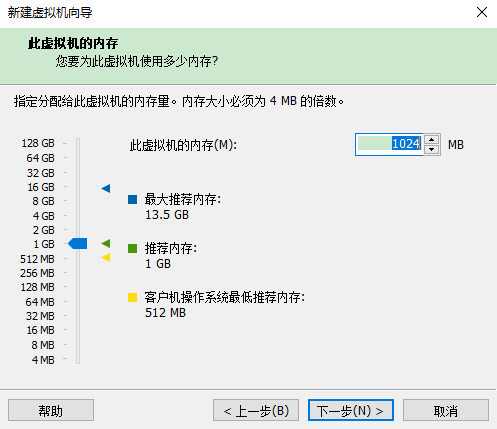 新建虚拟机向导
此虚拟机的内存
您要为此虚拟机使用多少内存?
指定分配给此虚拟机的内存量。内存大小必须为 4 MB 的倍数。
128 GB
64 GB
32 GB
16 GB
8 GB
4 GB
2 GB
1 GB
512 MB
256 MB
128 MB
64 MB
32 MB
16 MB
8 MB
4 MB
此虚拟机的内存(M):
1024 MB
最大推荐内存:
13.5 GB
推荐内存:
1 GB
客户机操作系统最低推荐内存:
512 MB
帮助
< 上一步(B)
下一步(N) >
取消